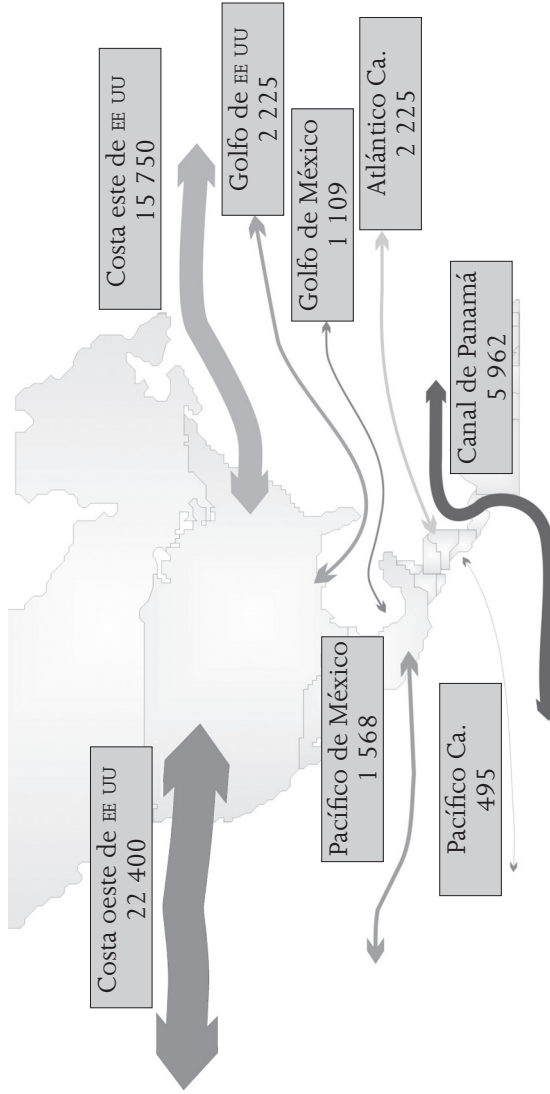 Costa oeste de EE UU
22 400
Costa este de EE UU
15 750
Golfo de EE UU
2 225
Golfo de México
1 109
Pacífico de México
1 568
Atlántico Ca.
2 225
Pacífico Ca.
495
Canal de Panamá
5 962